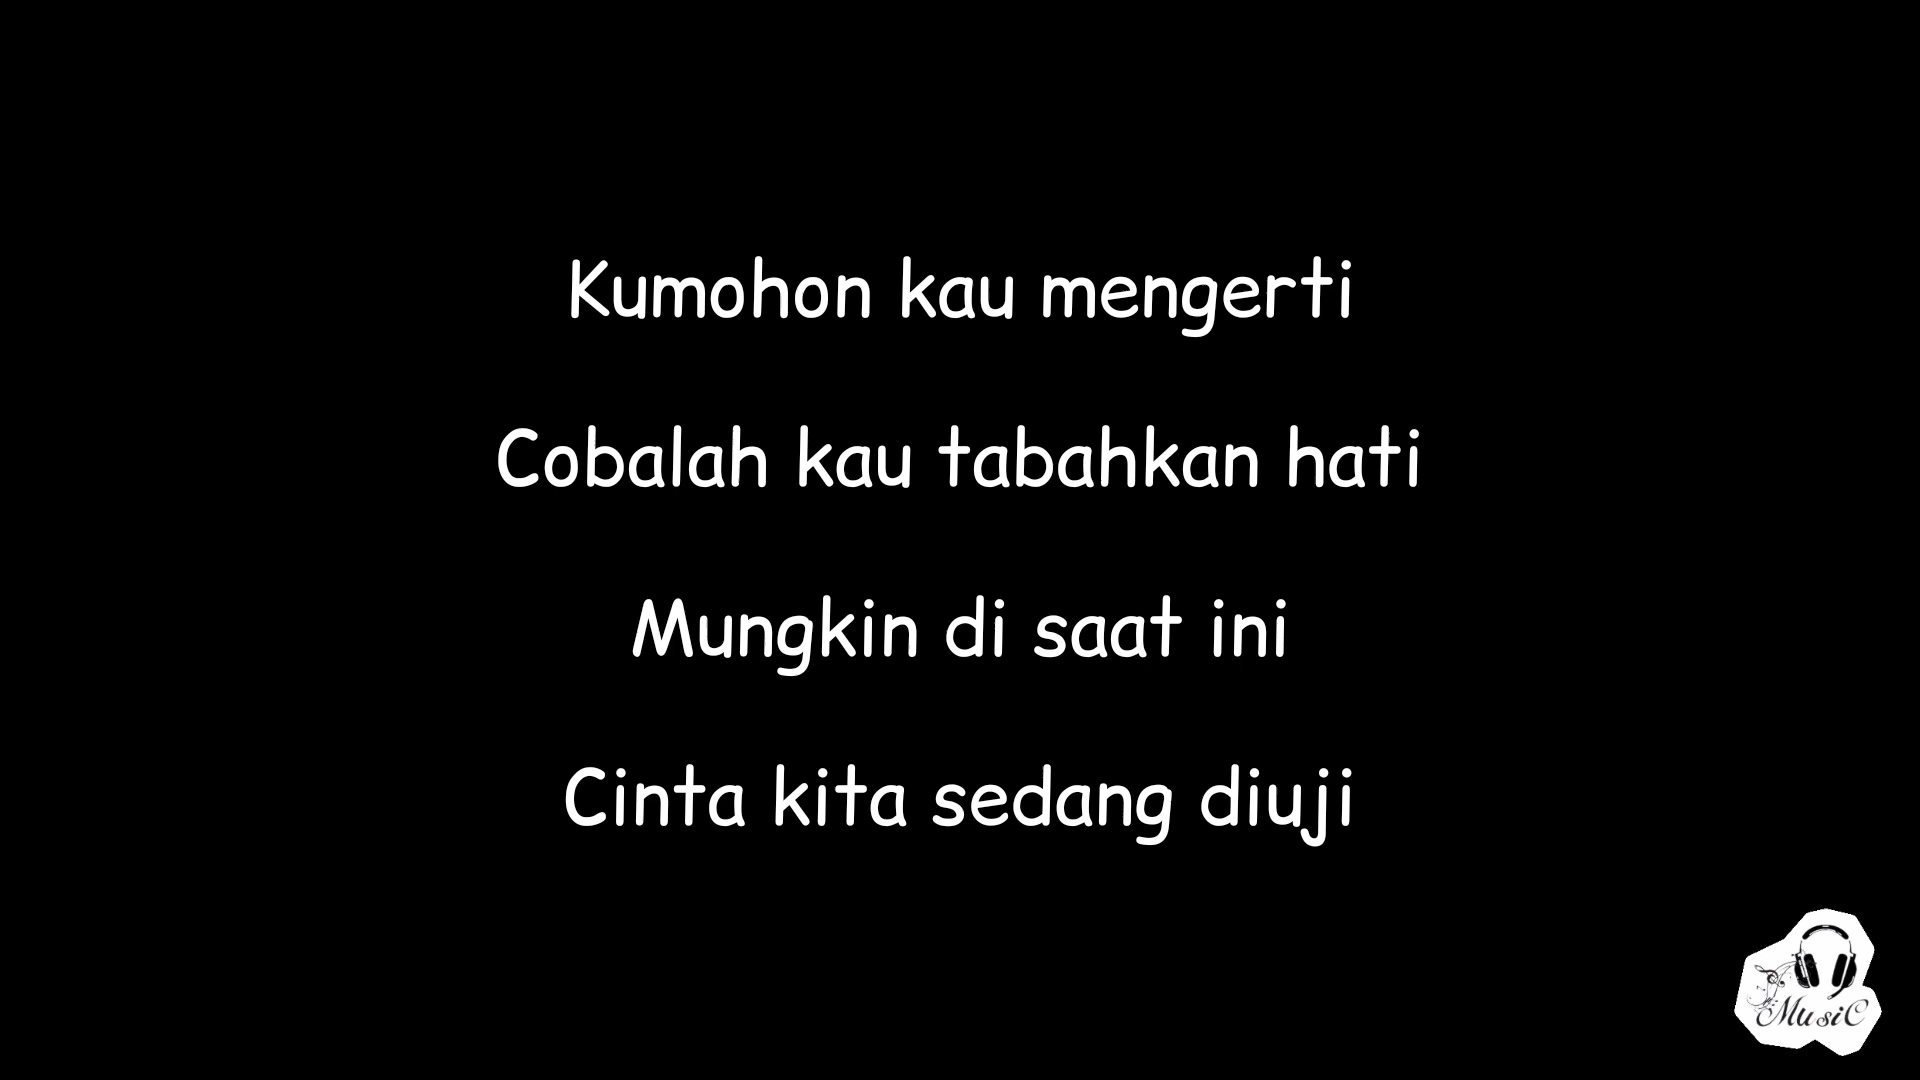 Kumohon kau mengerti
Cobalah kau tabahkan hati
Mungkin di saat ini
Cinta kita sedang diuji
MusiC